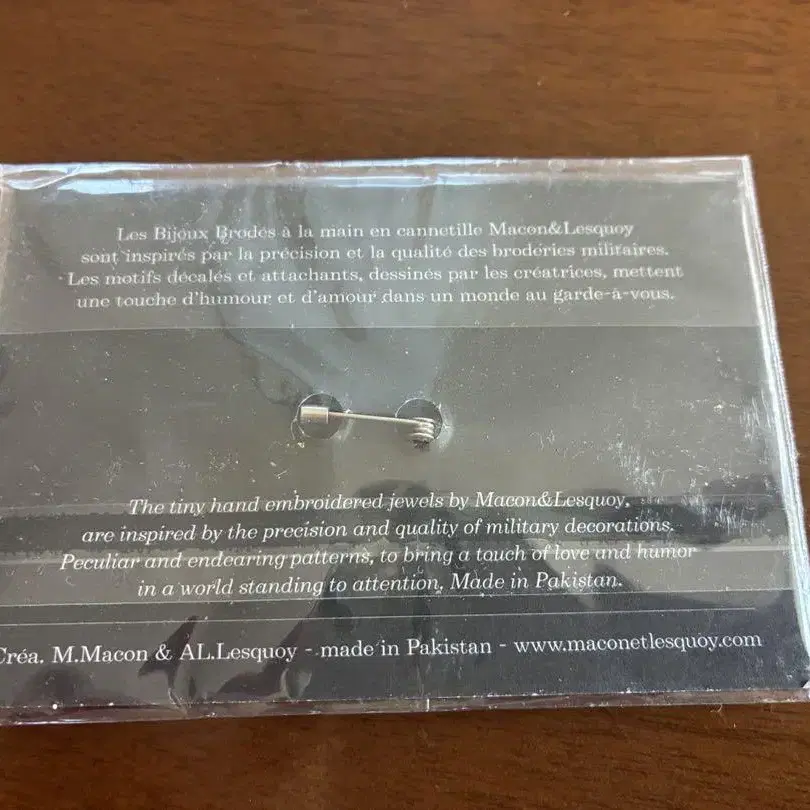 Les Bijoux Brodés à la main en cannetille Macon&Lesquoy
sont inspirés par la précision et la qualité des broderies militaires.
Les motifs décalés et attachants, dessinés par les créatrices, mettent
une touche d'humour et d'amour dans un monde au garde-à-vous.
The tiny hand embroidered jewels by Macon&Lesquoy,
are inspired by the precision and quality of military decorations.
Peculiar and endearing patterns, to bring a touch of love and humor
in a world standing to attention. Made in Pakistan.
Créa. M.Macon & AL.Lesquoy - made in Pakistan - www.maconetlesquoy.com